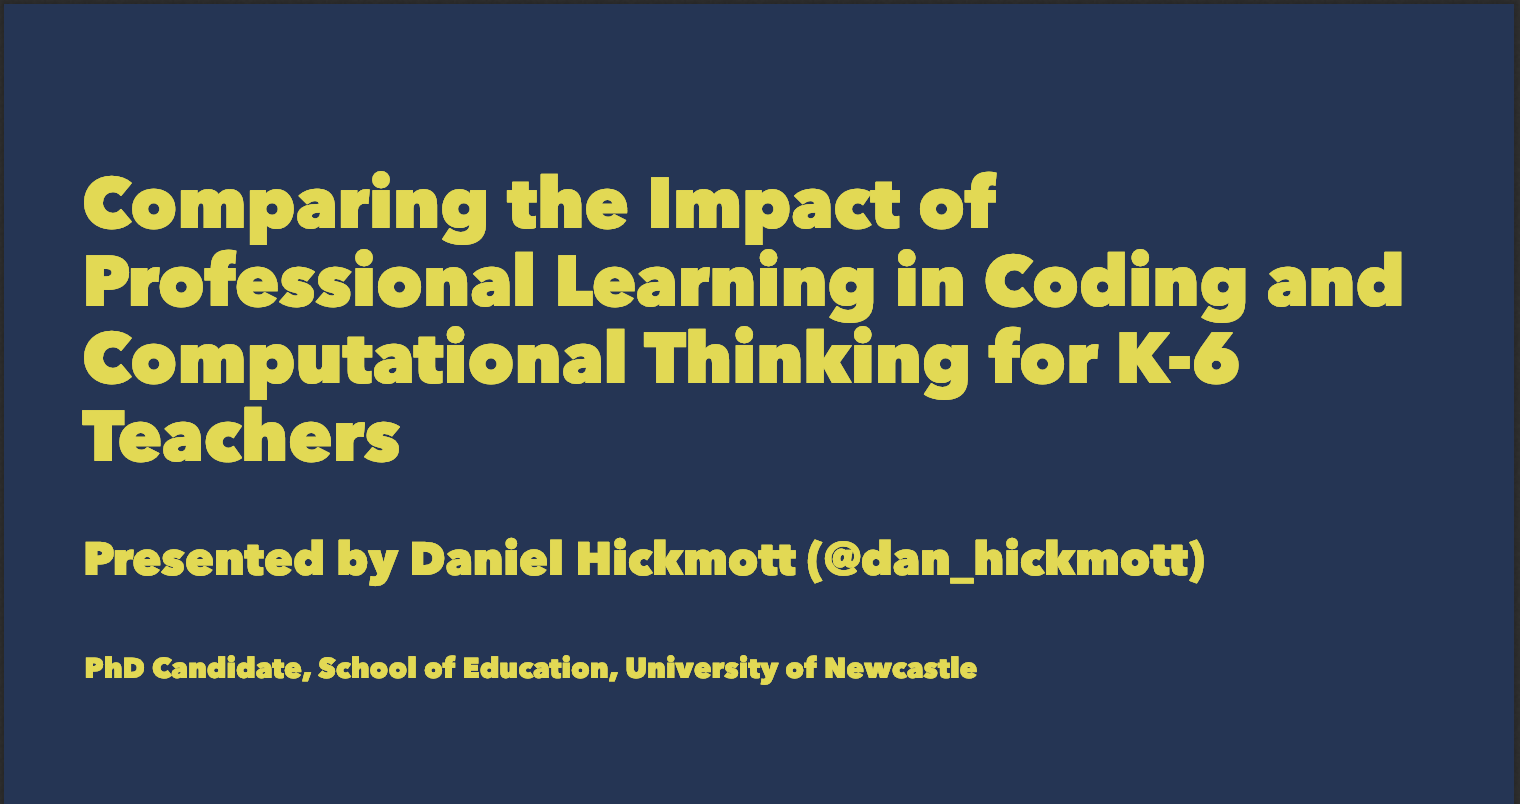 Comparing the Impact of
Professional Learning in Coding and
Computational Thinking for K-6
Teachers
Presented by Daniel Hickmott (@dan_hickmott)
PhD Candidate, School of Education, University of Newcastle